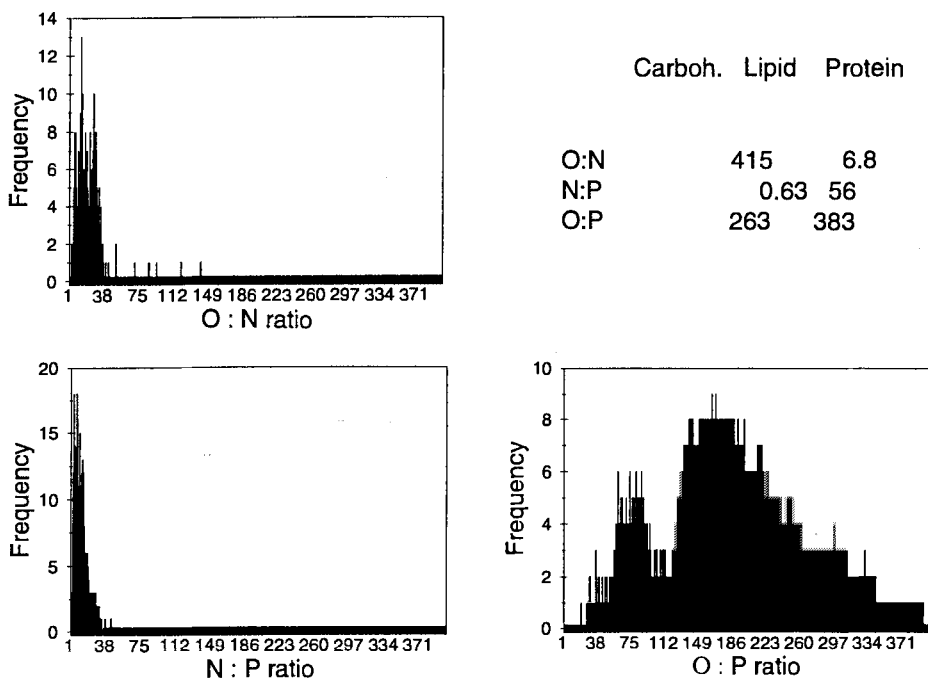 14
12
10
8
6
4
2
0
Frequency
1 38 75 112 149 186 223 260 297 334 371
O : N ratio
Carboh. Lipid Protein
O:N 415 6.8
N:P 0.63 56
O:P 263 383
20
15
10
5
0
Frequency
1 38 75 112 149 186 223 260 297 334 371
N : P ratio
10
8
6
4
2
0
Frequency
1 38 75 112 149 186 223 260 297 334 371
O : P ratio